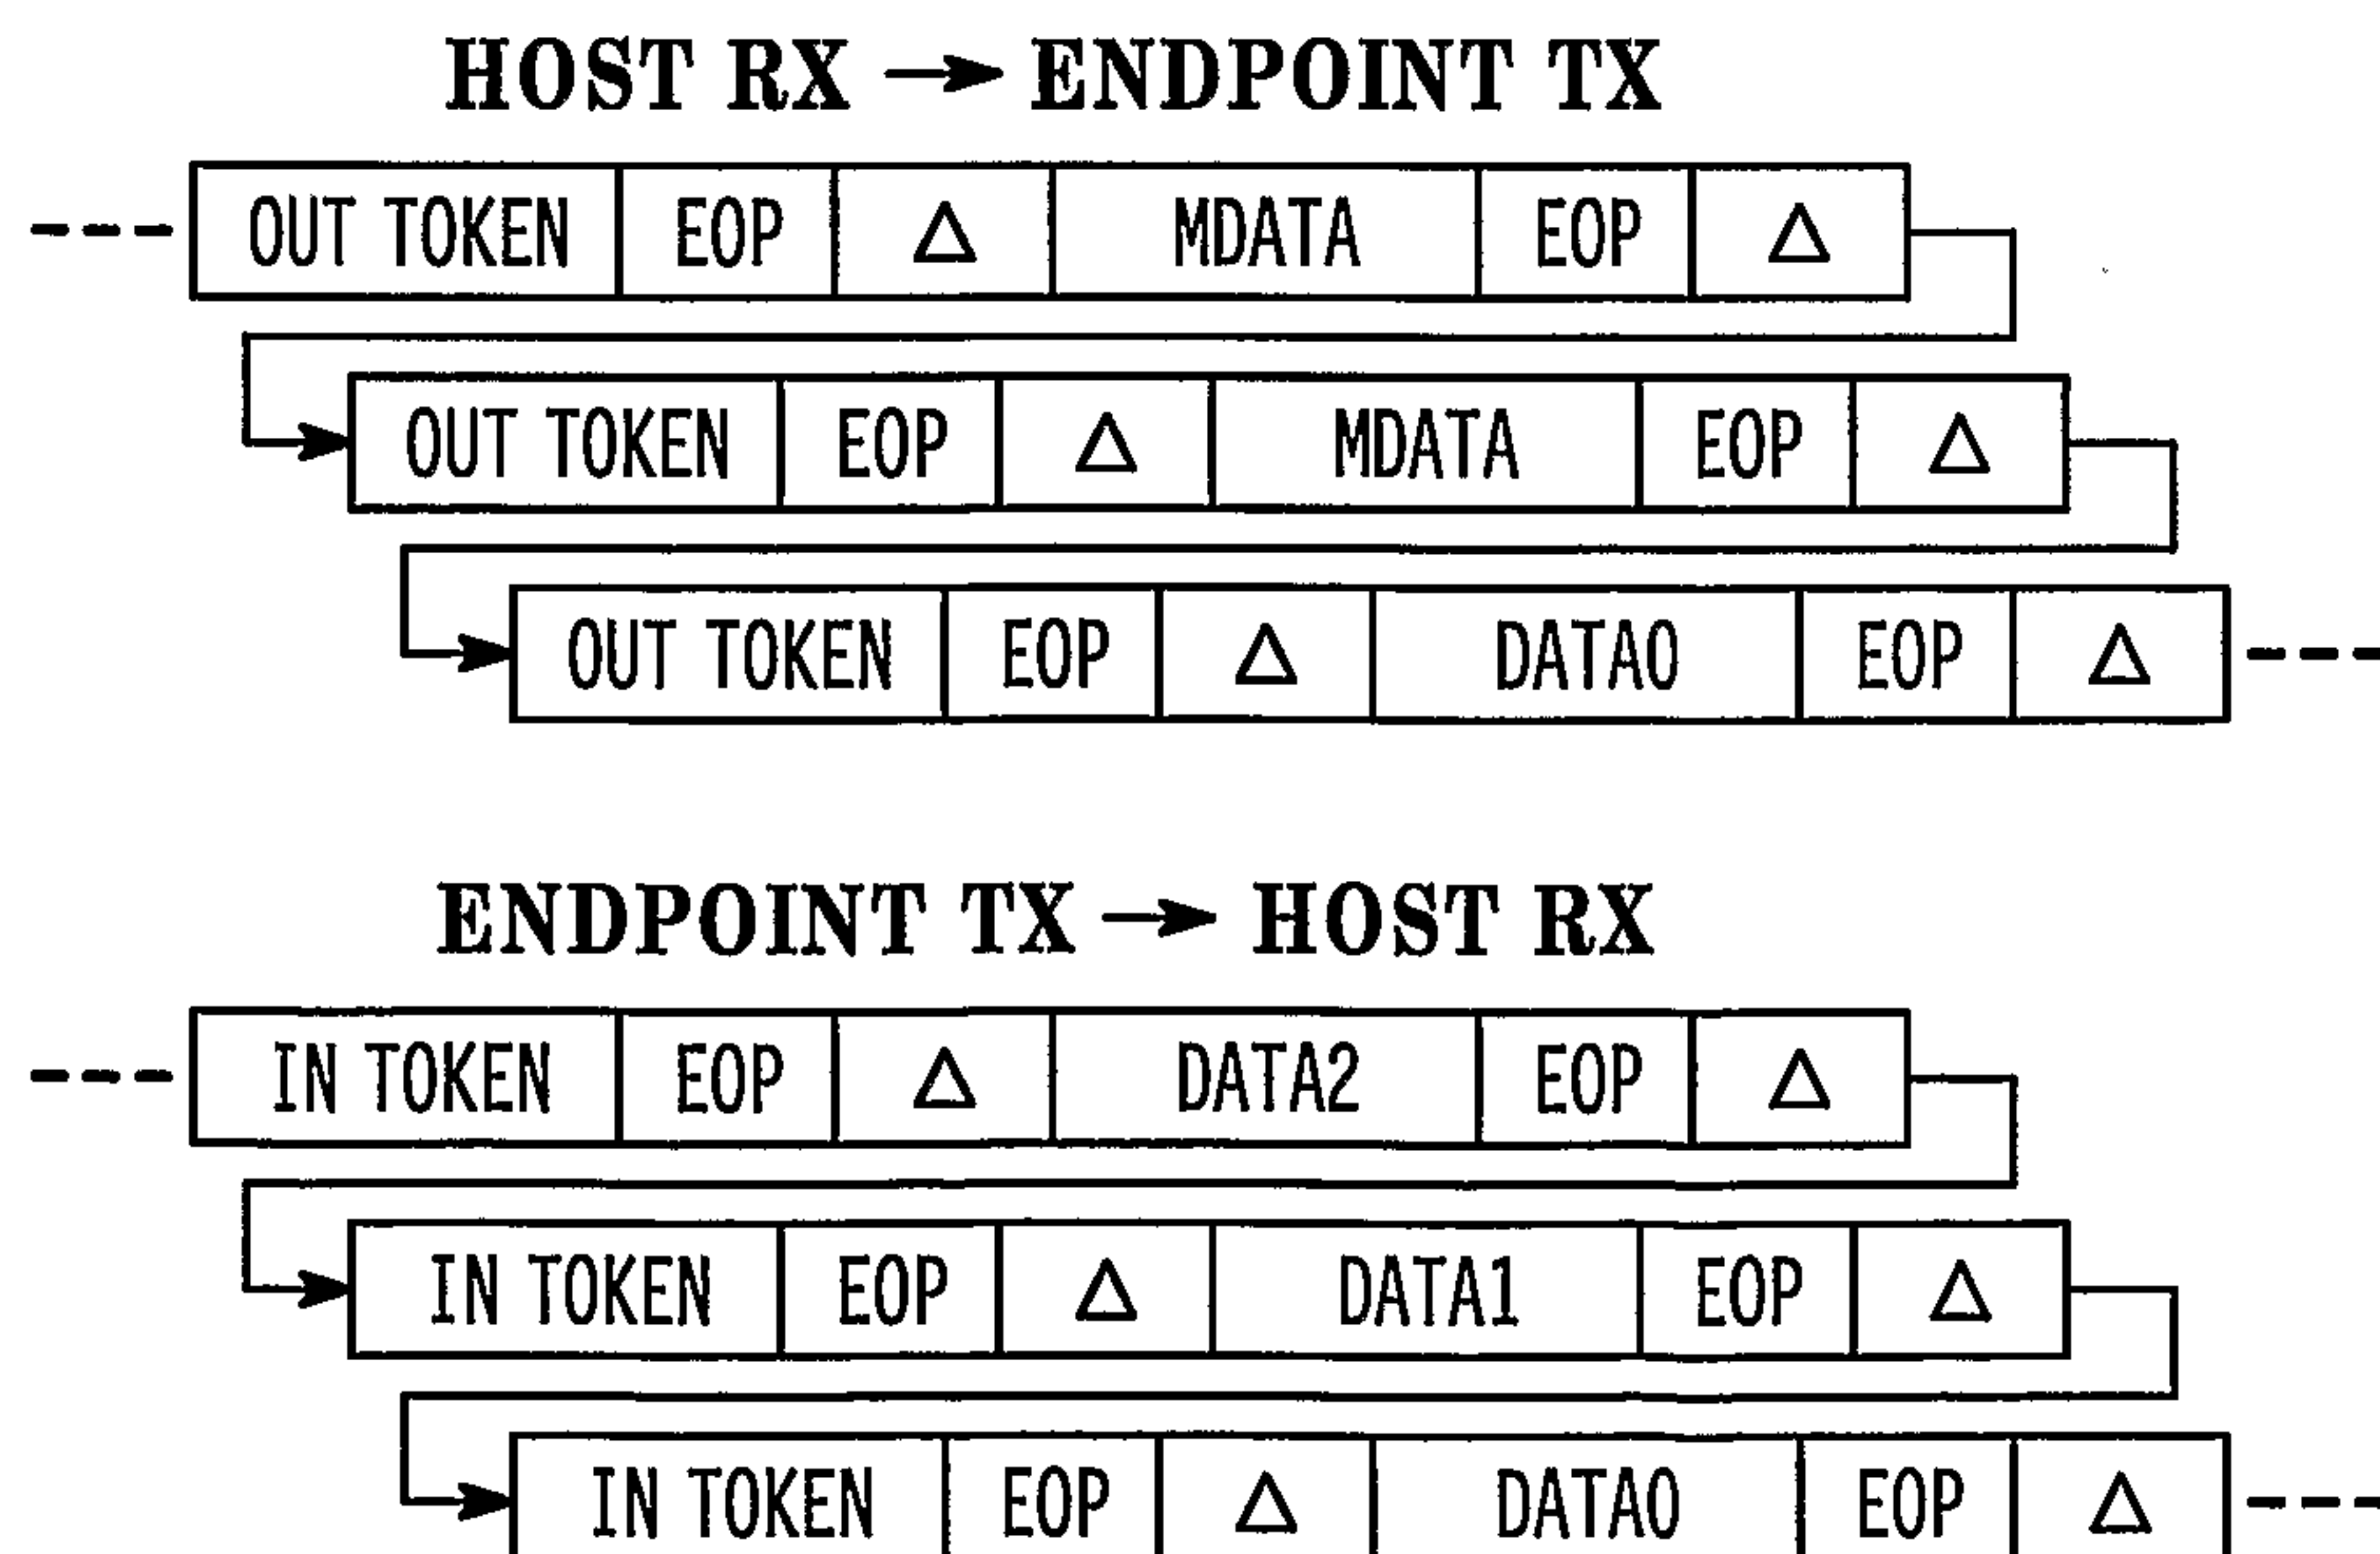 HOST RX → ENDPOINT TX
OUT TOKEN EOP △ MDATA EOP △
OUT TOKEN EOP △ MDATA EOP △
OUT TOKEN EOP △ DATA0 EOP △
ENDPOINT TX → HOST RX
IN TOKEN EOP △ DATA2 EOP △
IN TOKEN EOP △ DATA1 EOP △
IN TOKEN EOP △ DATA0 EOP △